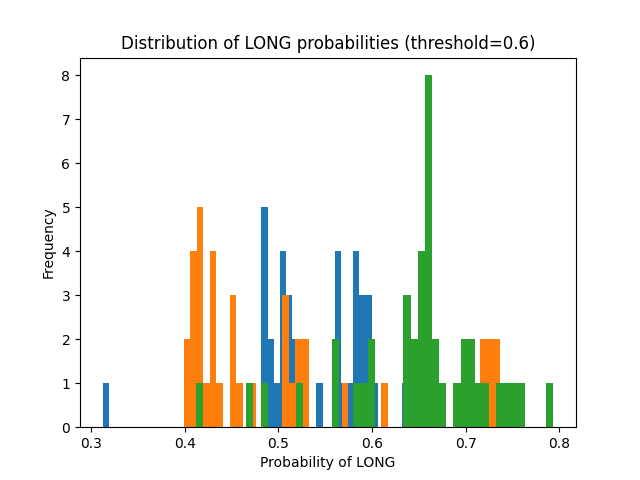 Distribution of LONG probabilities (threshold=0.6)
8
7
6
5
4
3
2
1
0
Frequency
0.3 0.4 0.5 0.6 0.7 0.8
Probability of LONG